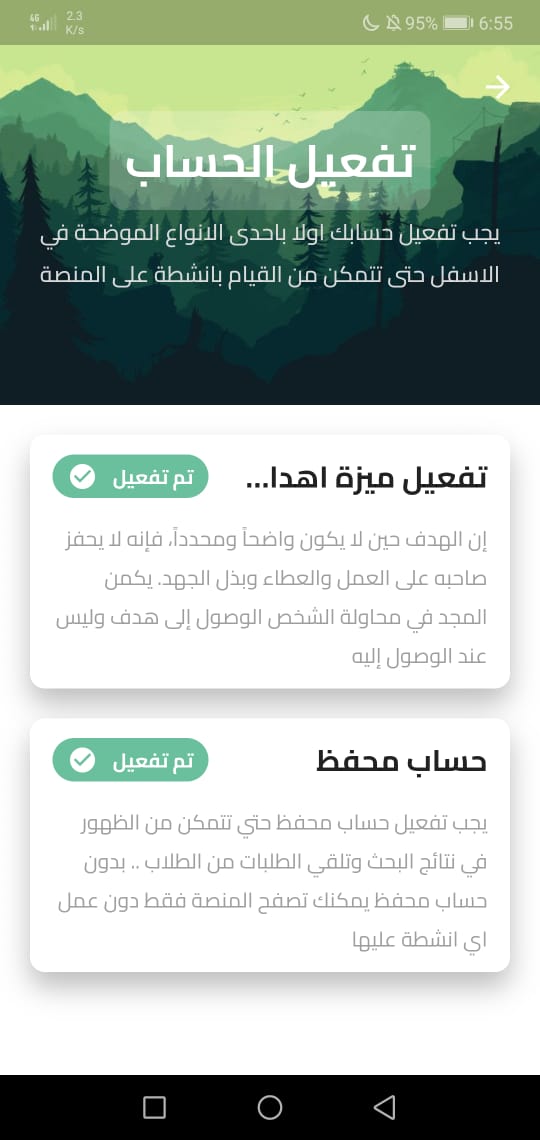 4G 2.3 K/s 95% 6:55
تفعيل الحساب
يجب تفعيل حسابك اولا باحدى الانواع الموضحة في
الاسفل حتى تتمكن من القيام بانشطة على المنصة
تفعيل ميزة اهدا...
تم تفعيل
إن الهدف حين لا يكون واضحاً ومحدداً، فإنه لا يحفز
صاحبه على العمل والعطاء وبذل الجهد. يكمن
المجد في محاولة الشخص الوصول إلى هدف وليس
عند الوصول إليه
حساب محفظ
تم تفعيل
يجب تفعيل حساب محفظ حتي تتمكن من الظهور
في نتائج البحث وتلقي الطلبات من الطلاب .. بدون
حساب محفظ يمكنك تصفح المنصة فقط دون عمل
اي انشطة عليها